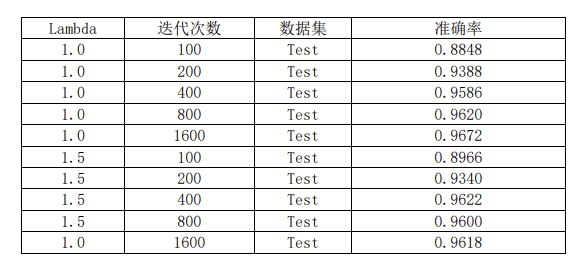 Lambda 迭代次数 数据集 准确率
1.0 100 Test 0.8848
1.0 200 Test 0.9388
1.0 400 Test 0.9586
1.0 800 Test 0.9620
1.0 1600 Test 0.9672
1.5 100 Test 0.8966
1.5 200 Test 0.9340
1.5 400 Test 0.9622
1.5 800 Test 0.9600
1.0 1600 Test 0.9618